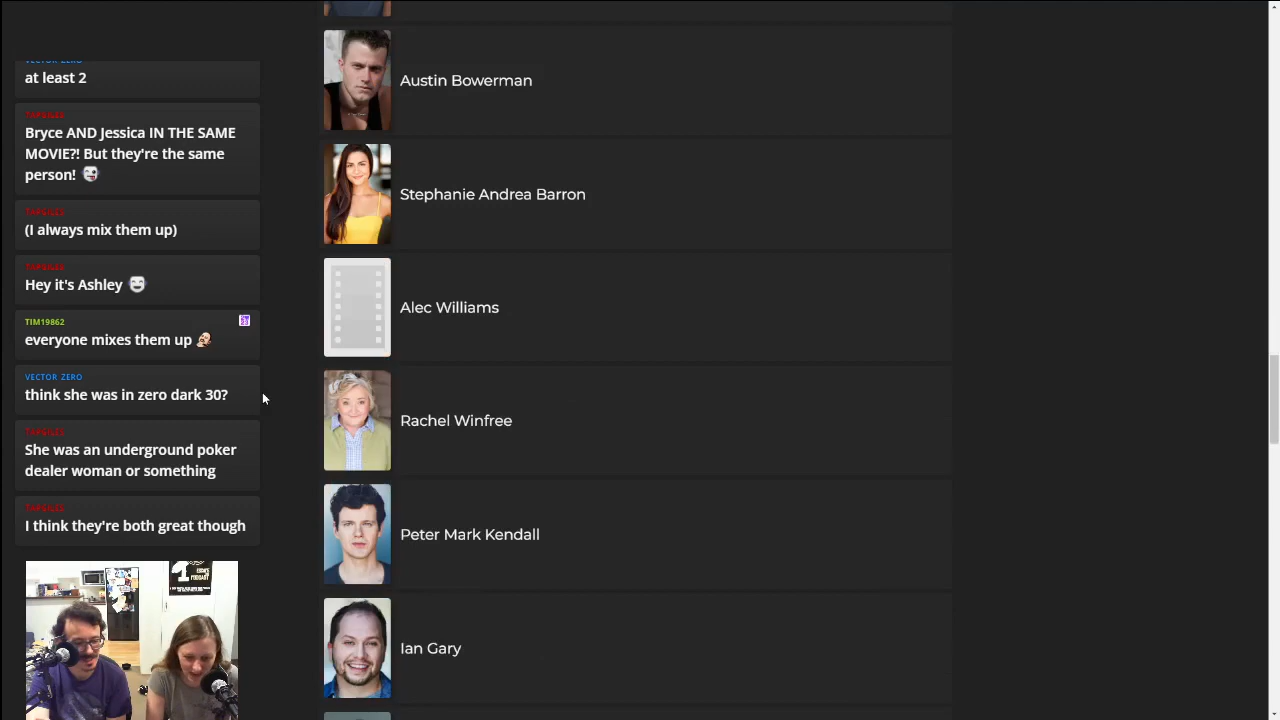 VECTOR ZERO
at least 2
TARGILES
Bryce AND Jessica IN THE SAME
MOVIE?! But they're the same
person!
(I always mix them up)
Hey it's Ashley
TIM19862
everyone mixes them up
VECTOR ZERO
think she was in zero dark 30?
She was an underground poker
dealer woman or something
I think they're both great though
Austin Bowerman
Stephanie Andrea Barron
Alec Williams
Rachel Winfree
Peter Mark Kendall
Ian Gary